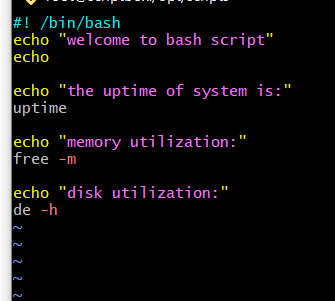 #! /bin/bash
echo "welcome to bash script"
echo
echo "the uptime of system is:"
uptime
echo "memory utilization:"
free -m
echo "disk utilization:"
de -h
~
~
~
~
~